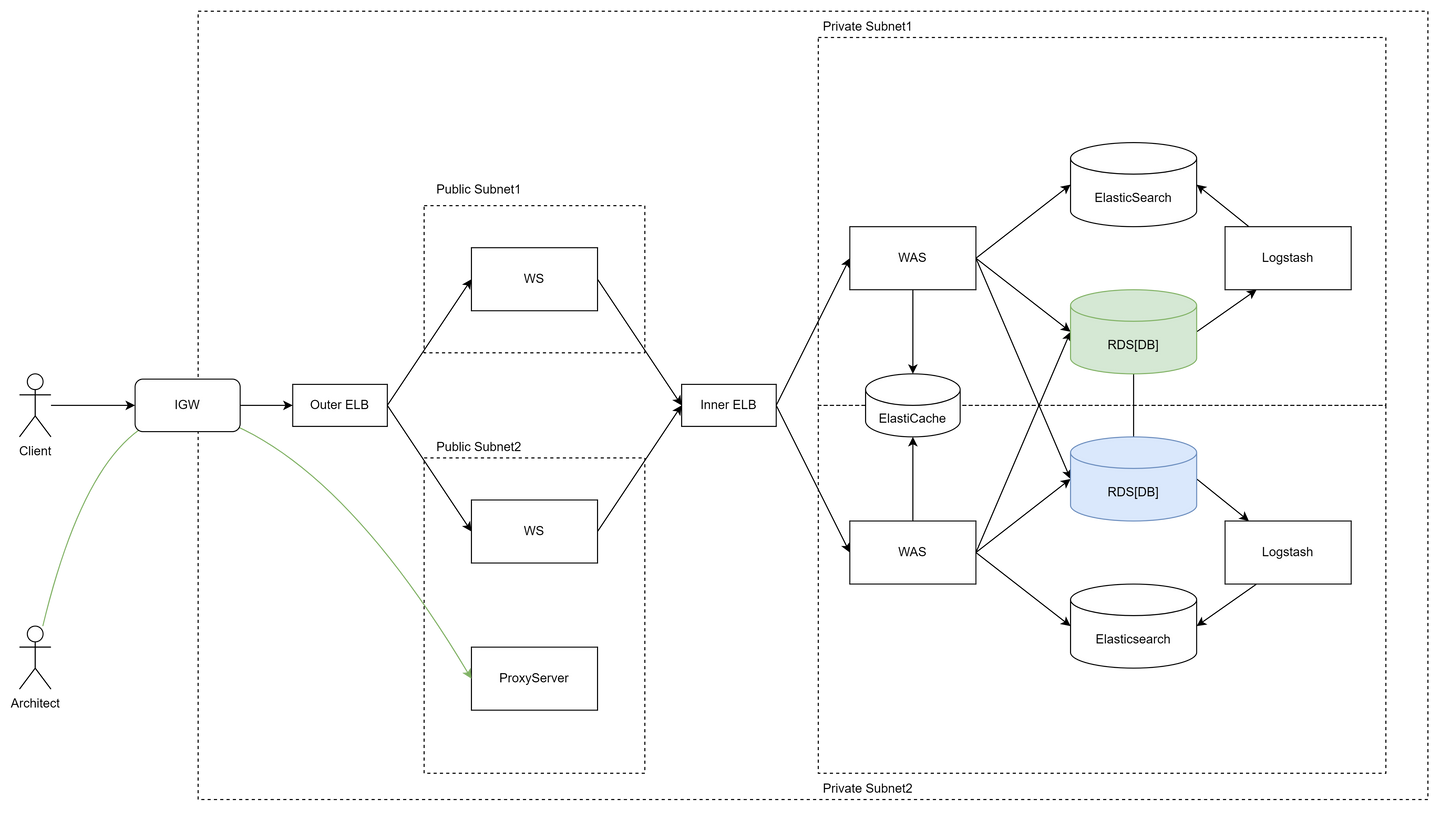 Private Subnet1
Public Subnet1
ElasticSearch
WAS
Logstash
WS
RDS[DB]
Client
IGW
Outer ELB
Inner ELB
ElastiCache
Public Subnet2
RDS[DB]
WS
WAS
Logstash
Elasticsearch
Architect
ProxyServer
Private Subnet2